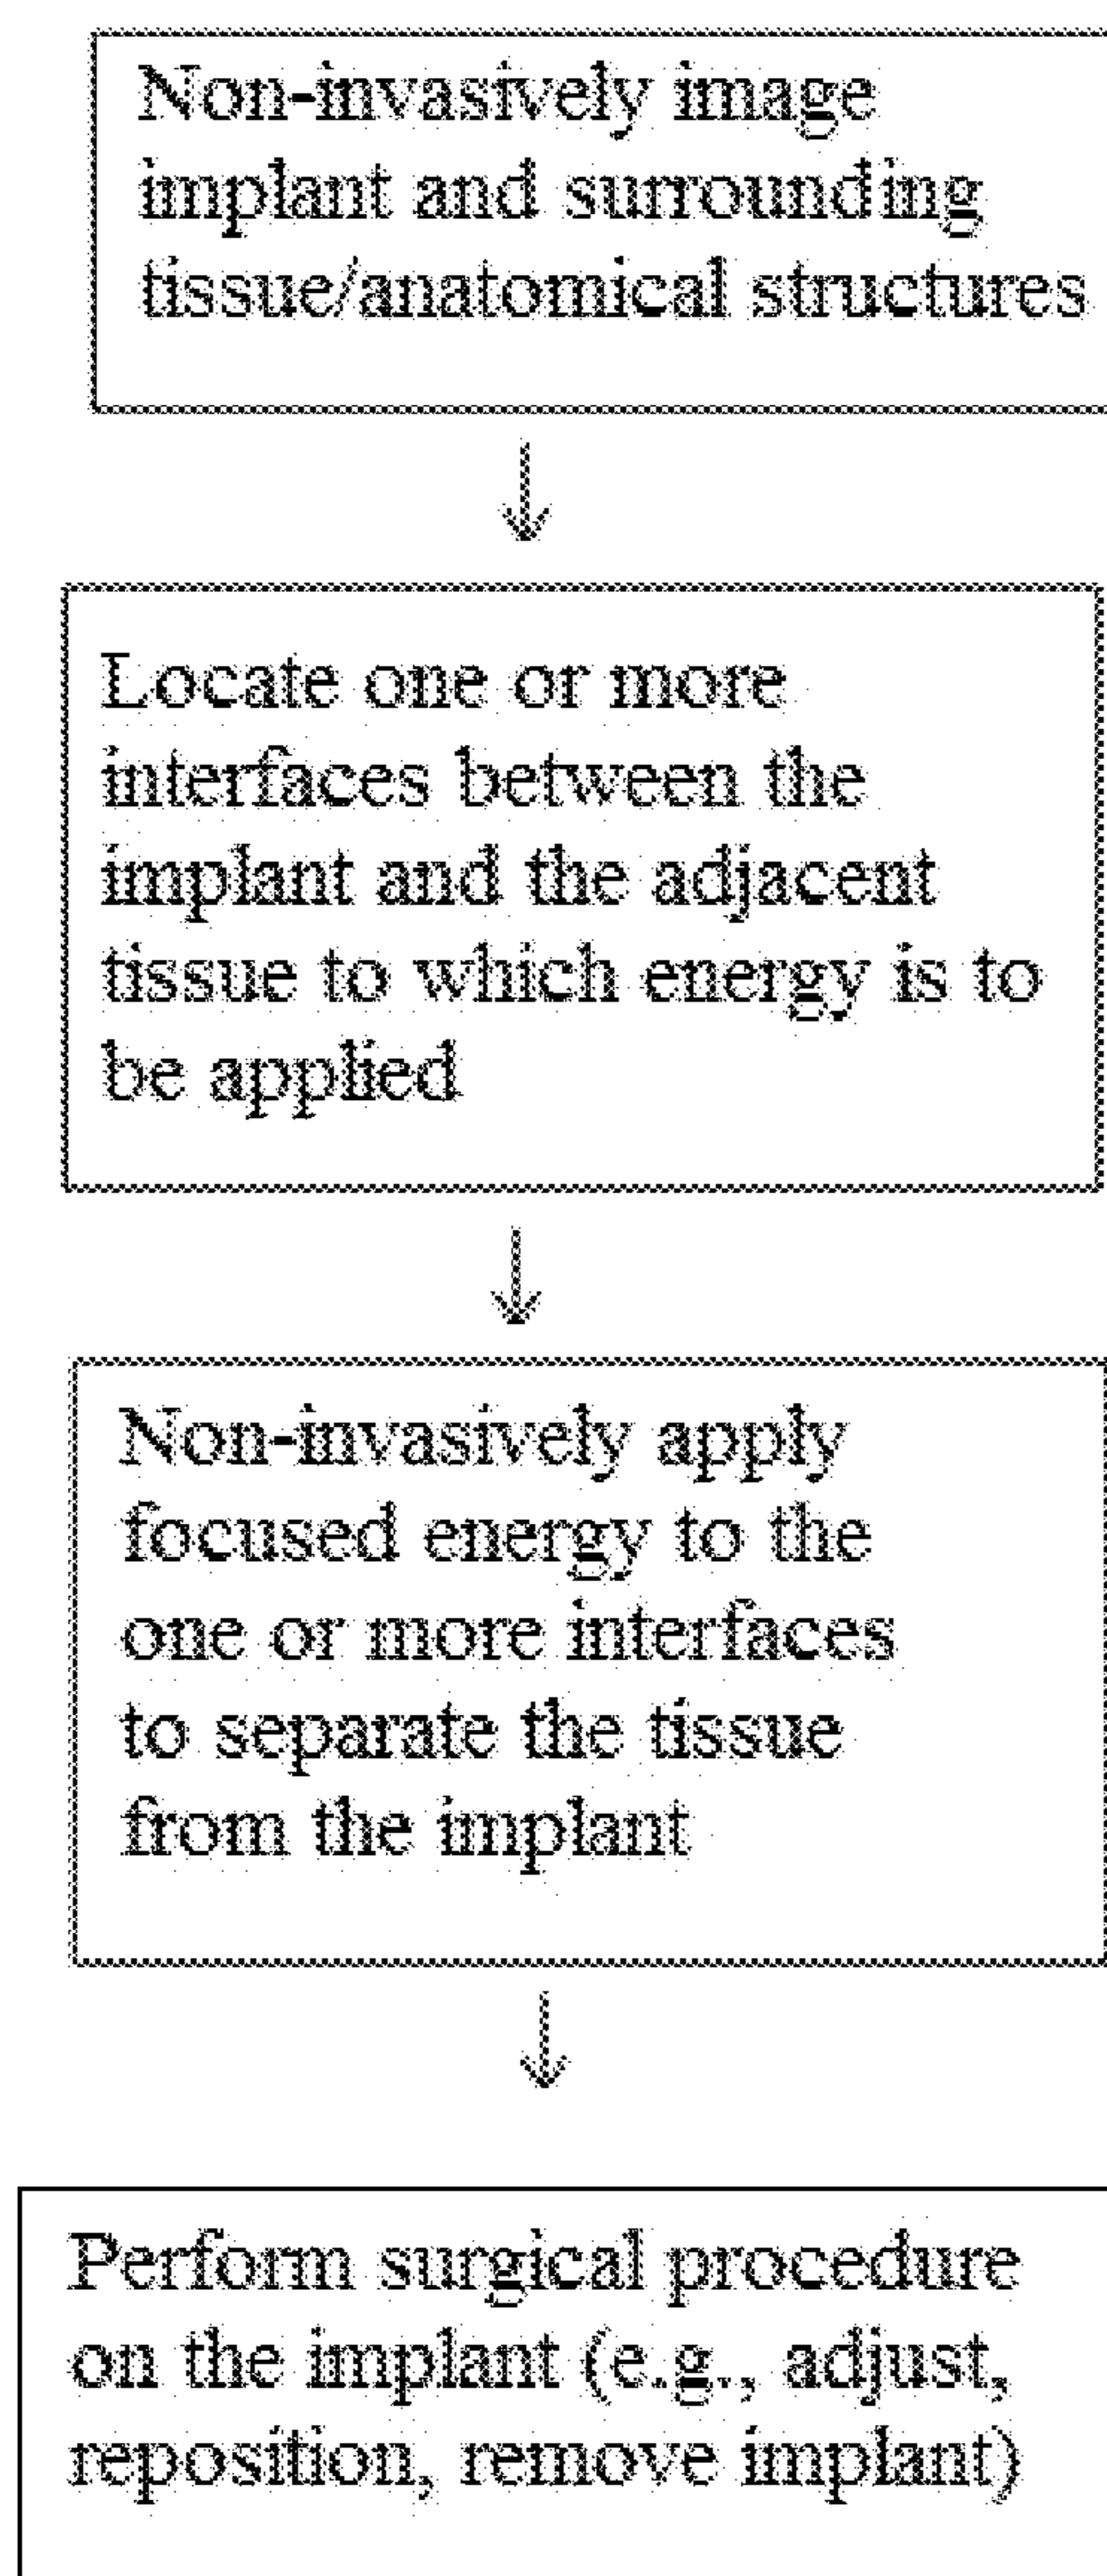 Non-invasively image
implant and surrounding
tissue/anatomical structures
Locate one or more
interfaces between the
implant and the adjacent
tissue to which energy is to
be applied
Non-invasively apply
focused energy to the
one or more interfaces
to separate the tissue
from the implant
Perform surgical procedure
on the implant (e.g., adjust,
reposition, remove implant)